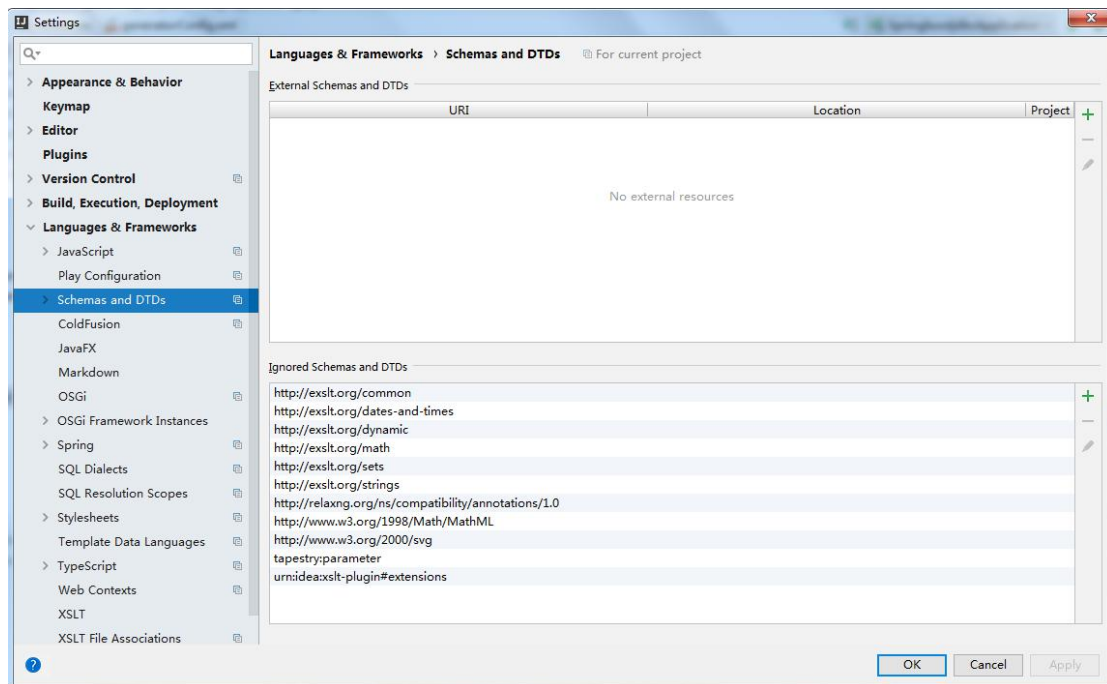 Settings
Languages & Frameworks › Schemas and DTDs For current project
Appearance & Behavior
Keymap
Editor
Plugins
Version Control
Build, Execution, Deployment
Languages & Frameworks
JavaScript
Play Configuration
Schemas and DTDs
ColdFusion
JavaFX
Markdown
OSGi
OSGi Framework Instances
Spring
SQL Dialects
SQL Resolution Scopes
Stylesheets
Template Data Languages
TypeScript
Web Contexts
XSLT
XSLT File Associations
External Schemas and DTDs
URI Location Project
No external resources
Ignored Schemas and DTDs
http://exslt.org/common
http://exslt.org/dates-and-times
http://exslt.org/dynamic
http://exslt.org/math
http://exslt.org/sets
http://exslt.org/strings
http://relaxng.org/ns/compatibility/annotations/1.0
http://www.w3.org/1998/Math/MathML
http://www.w3.org/2000/svg
tapestry:parameter
urn:idea:xslt-plugin#extensions
OK Cancel Apply